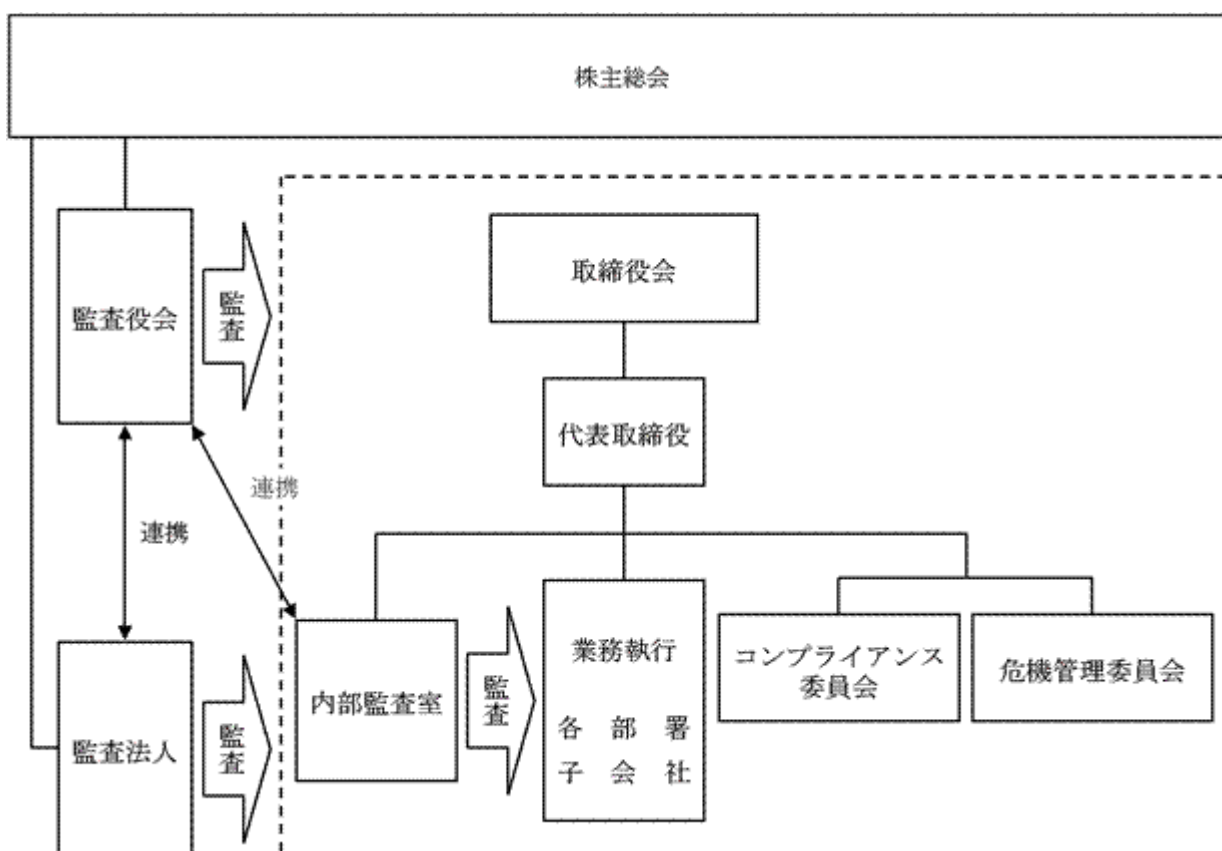 株主総会
取締役会
監査役会
監査
代表取締役
連携
連携
内部監査室
監査
業務執行
各部署
子会社
コンプライアンス
委員会
危機管理委員会
監査法人
監査